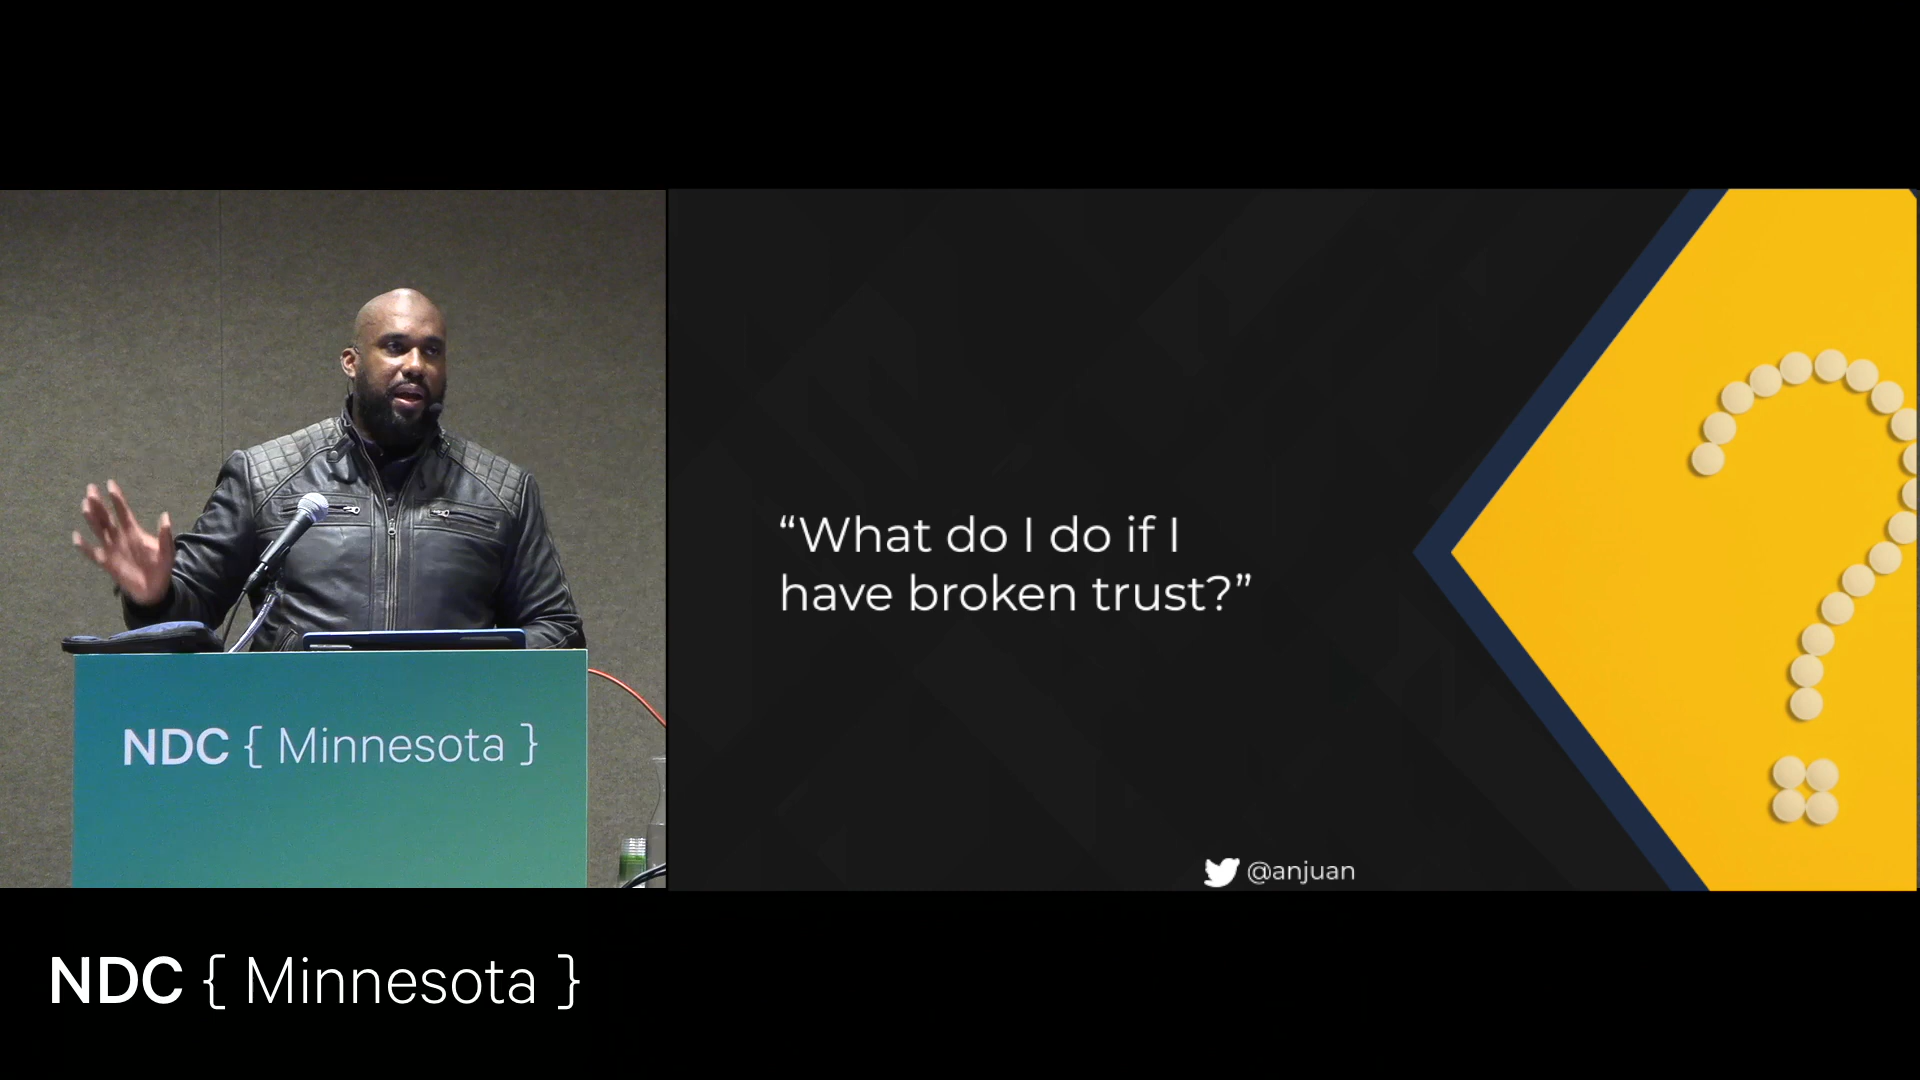 “What do I do if I
have broken trust?”
@anjuan
NDC { Minnesota }
NDC { Minnesota }